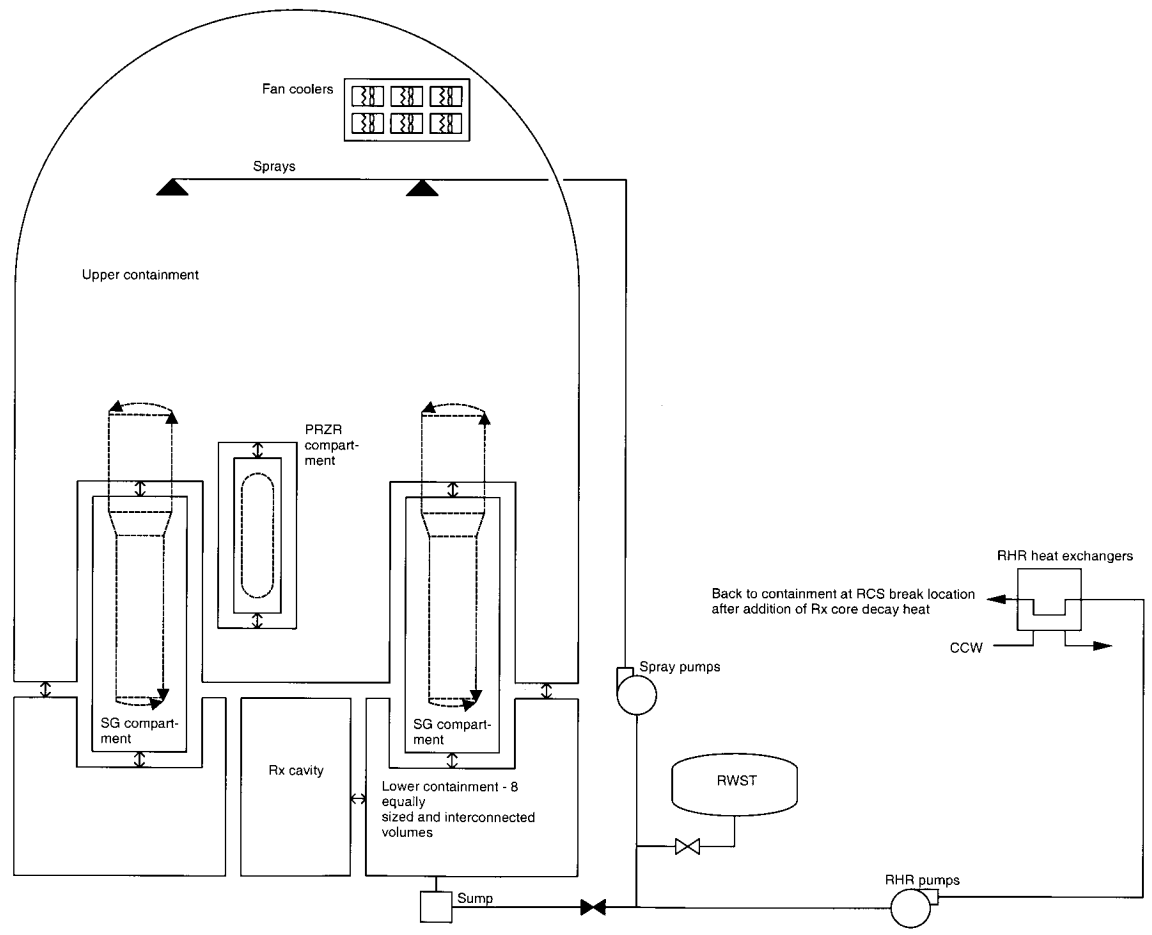 Fan coolers
Sprays
Upper containment
PRZR
compart-
ment
RHR heat exchangers
Back to containment at RCS break location
after addition of Rx core decay heat
CCW
Spray pumps
SG compart-
ment
SG compart-
ment
Rx cavity
Lower containment - 8
equally
sized and interconnected
volumes
RWST
RHR pumps
Sump